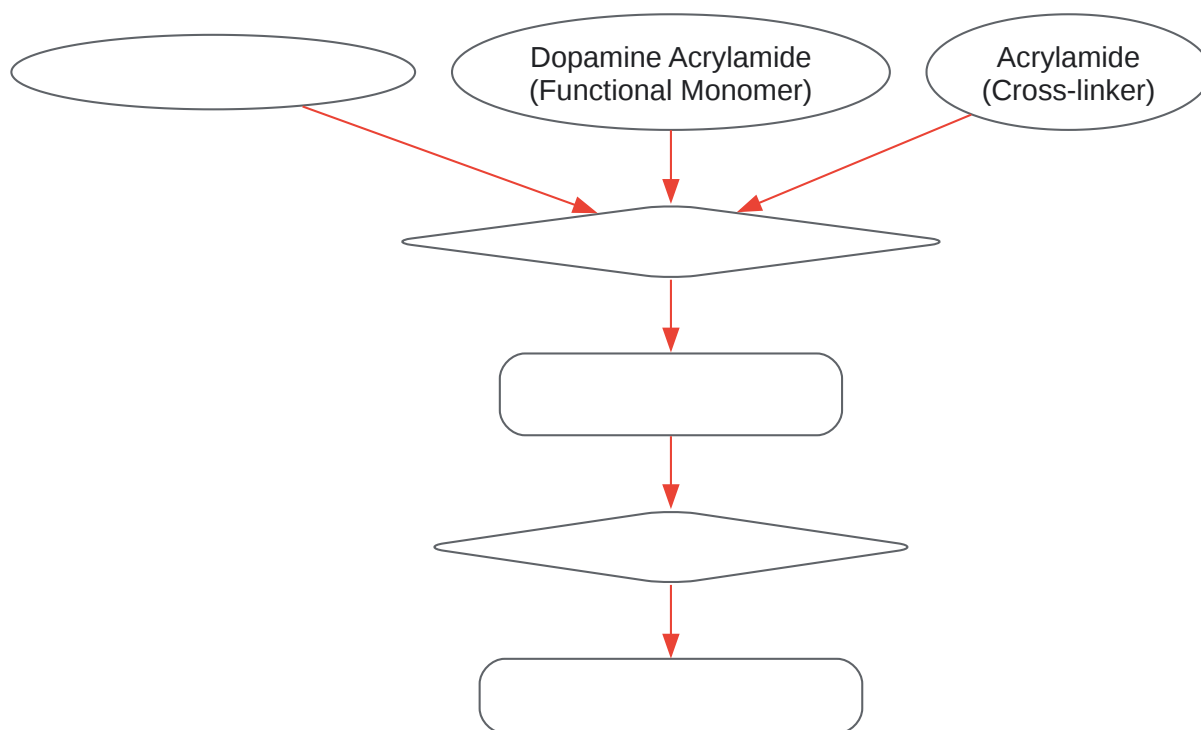 Dopamine Acrylamide
(Functional Monomer)
Acrylamide
(Cross-linker)